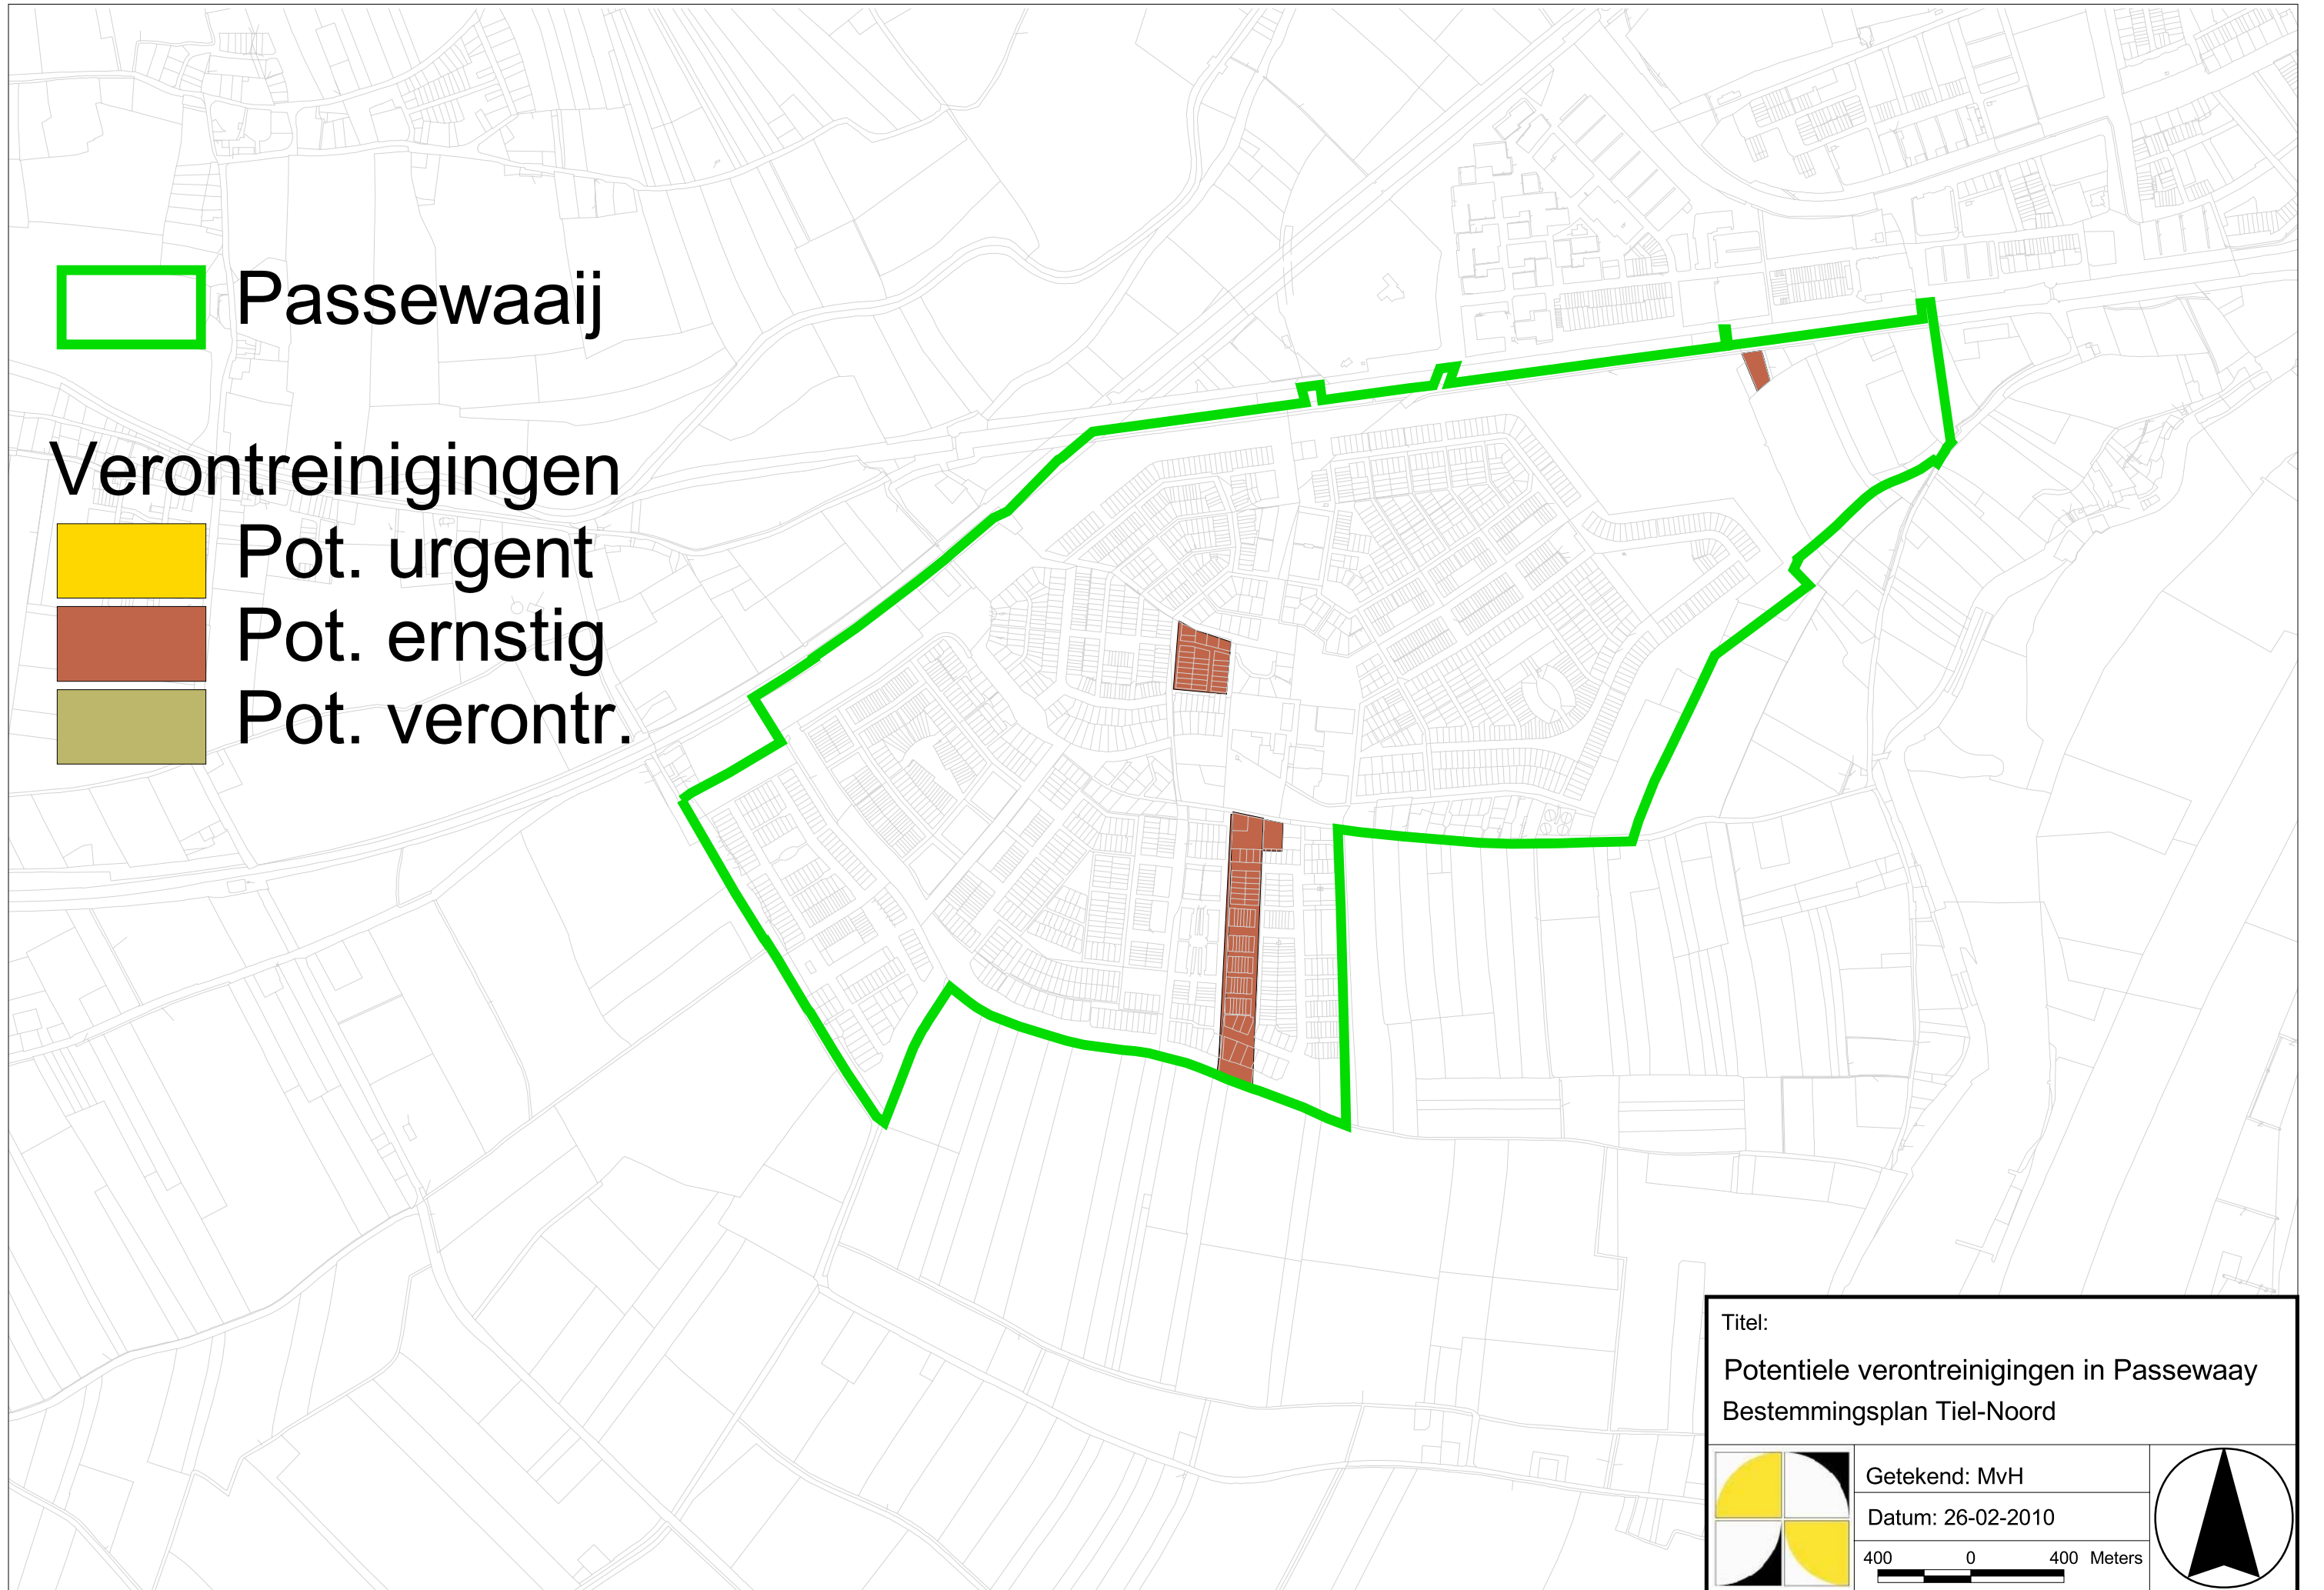 Passewaaij
Verontreinigingen
Pot. urgent
Pot. ernstig
Pot. verontr.
Titel:
Potentiele verontreinigingen in Passewaay
Bestemmingsplan Tiel-Noord
Getekend: MvH
Datum: 26-02-2010
400 0 400 Meters